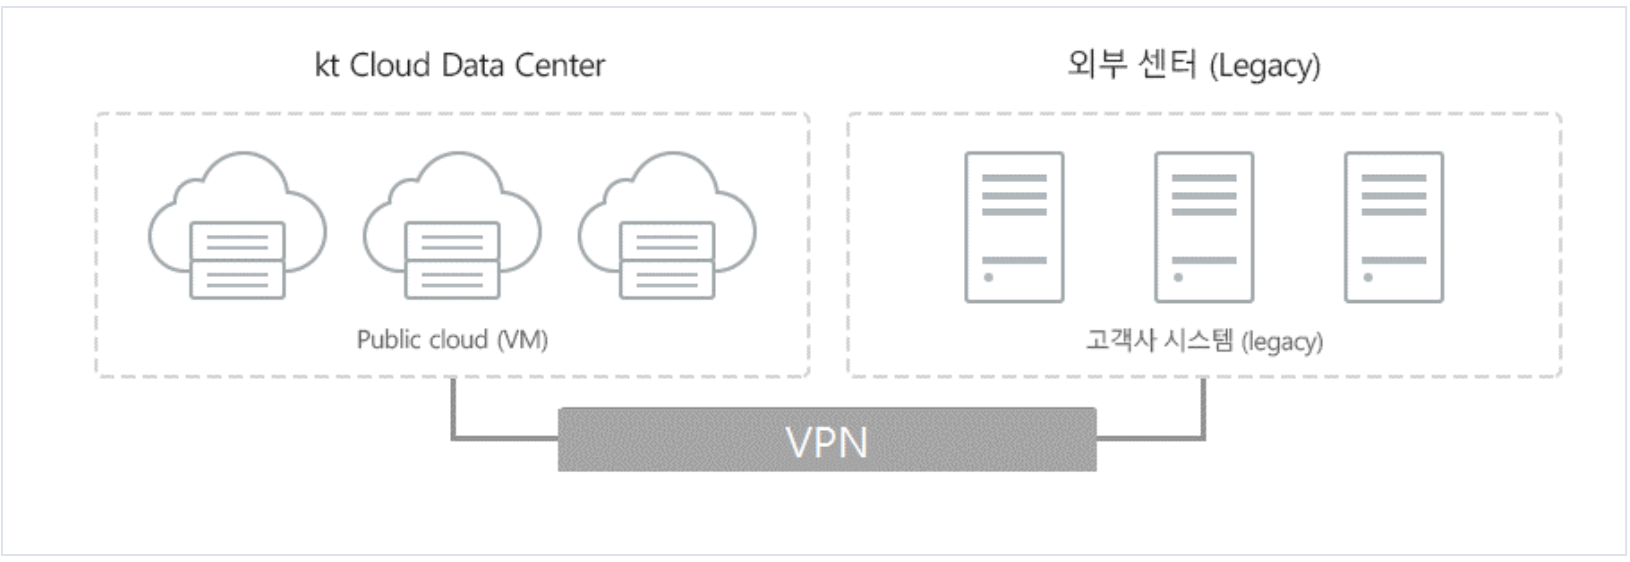 kt Cloud Data Center
외부 센터 (Legacy)
Public cloud (VM)
고객사 시스템 (legacy)
VPN